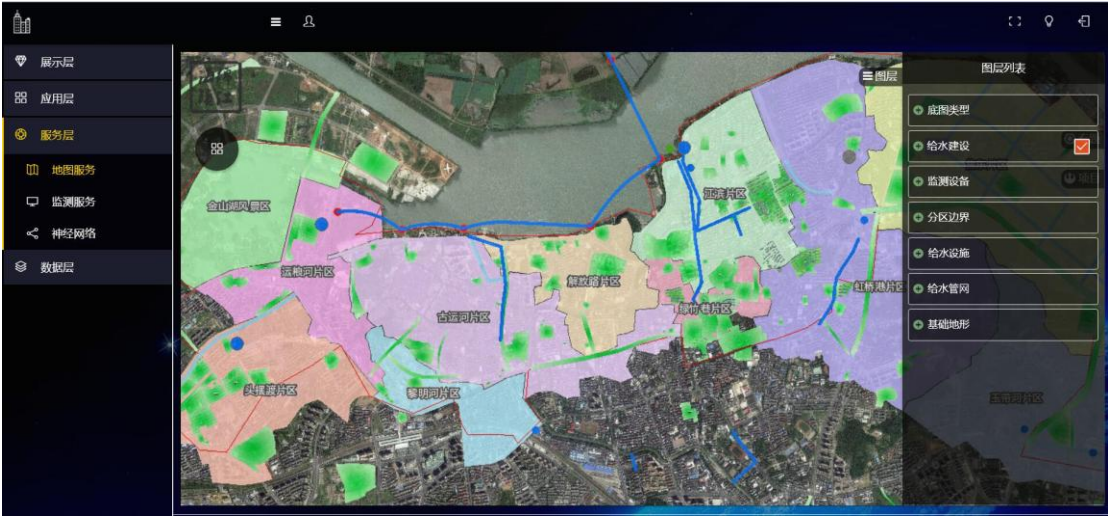 展示层
应用层
服务层
地图服务
监测服务
神经网络
数据层
图层
图层列表
底图类型
给水建设
监测设备
分区边界
给水设施
给水管网
基础地形
金山湖风景区
运粮河片区
古运河片区
解放路片区
江滨片区
绿竹巷片区
虹桥港片区
头摆渡片区
黎明河片区
玉带河片区